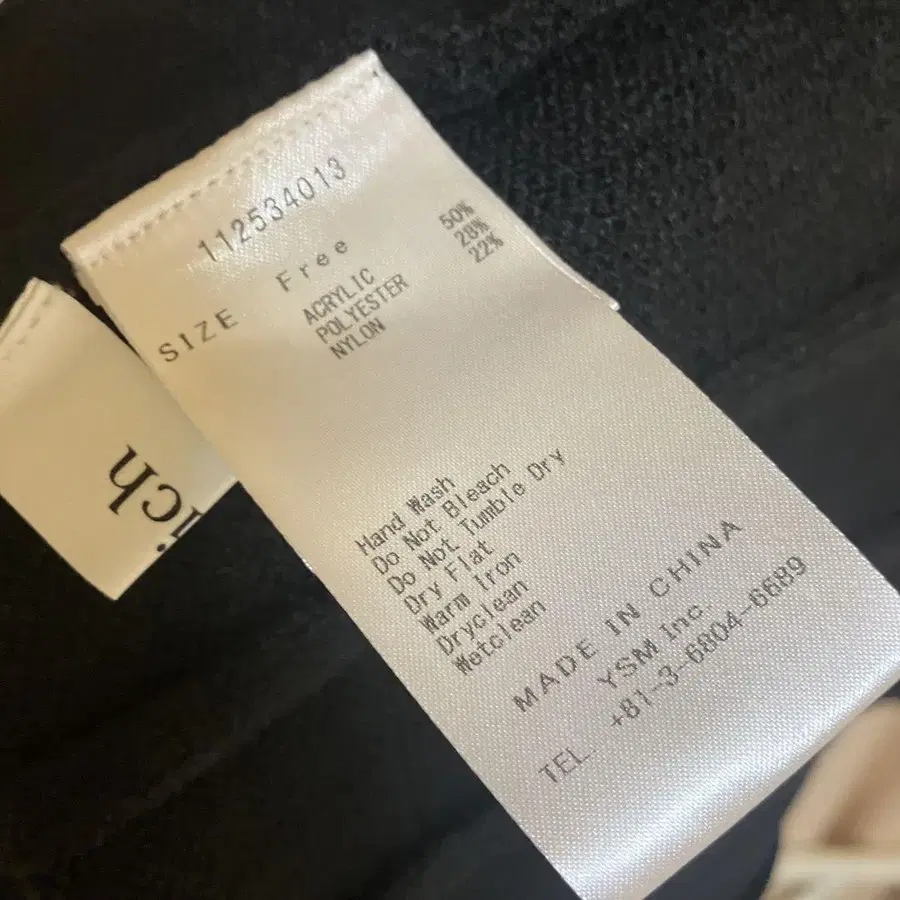 112534013
SIZE Free
ACRYLIC 50%
POLYESTER 28%
NYLON 22%
Hand Wash
Do Not Bleach
Do Not Tumble Dry
Dry Flat
Warm Iron
Dryclean
Wetclean
MADE IN CHINA
YSM Inc.
TEL. +81-3-6804-6689
ich